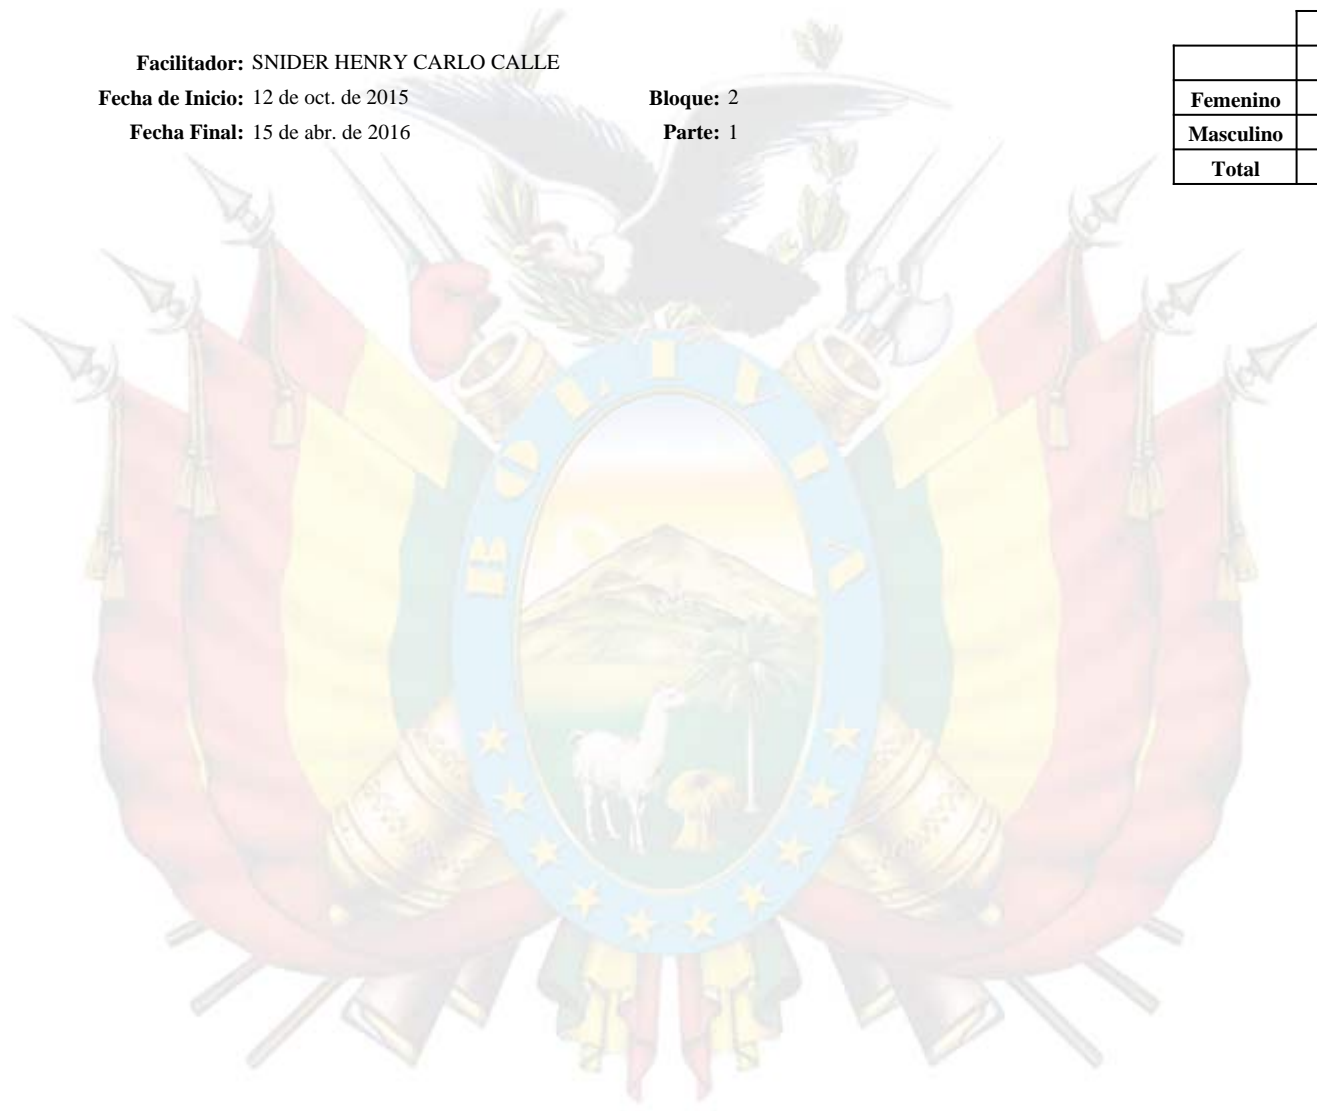 Facilitador: SNIDER HENRY CARLO CALLE
Fecha de Inicio: 12 de oct. de 2015 Bloque: 2
Fecha Final: 15 de abr. de 2016 Parte: 1
Femenino
Masculino
Total
BOLIVIA